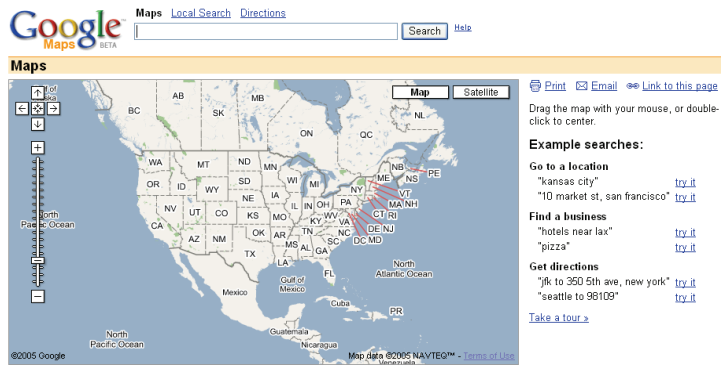 Google
Maps BETA
Maps Local Search Directions
Search Help
Maps
Map Satellite
Print Email Link to this page
Drag the map with your mouse, or double-
click to center.
Example searches:
Go to a location
"kansas city" try it
"10 market st, san francisco" try it
Find a business
"hotels near lax" try it
"pizza" try it
Get directions
"jfk to 350 5th ave, new york" try it
"seattle to 98109" try it
Take a tour »
AB
MB
BC
SK
NL
ON
QC
NB
PE
NS
WA
MT
ND
MN
ME
OR
ID
WY
SD
WI
MI
NY
VT
MA NH
NV
UT
CO
NE
IA
IL
IN
OH
PA
CT RI
CA
KS
MO
KY
WV
VA
DE NJ
AZ
NM
OK
AR
TN
NC
DC MD
TX
MS
AL
GA
SC
LA
FL
North
Pacific Ocean
North
Atlantic Ocean
Gulf of
Mexico
Mexico
Cuba
PR
Guatemala
Nicaragua
Venezuela
North
Pacific Ocean
©2005 Google
Map data ©2005 NAVTEQ™ - Terms of Use